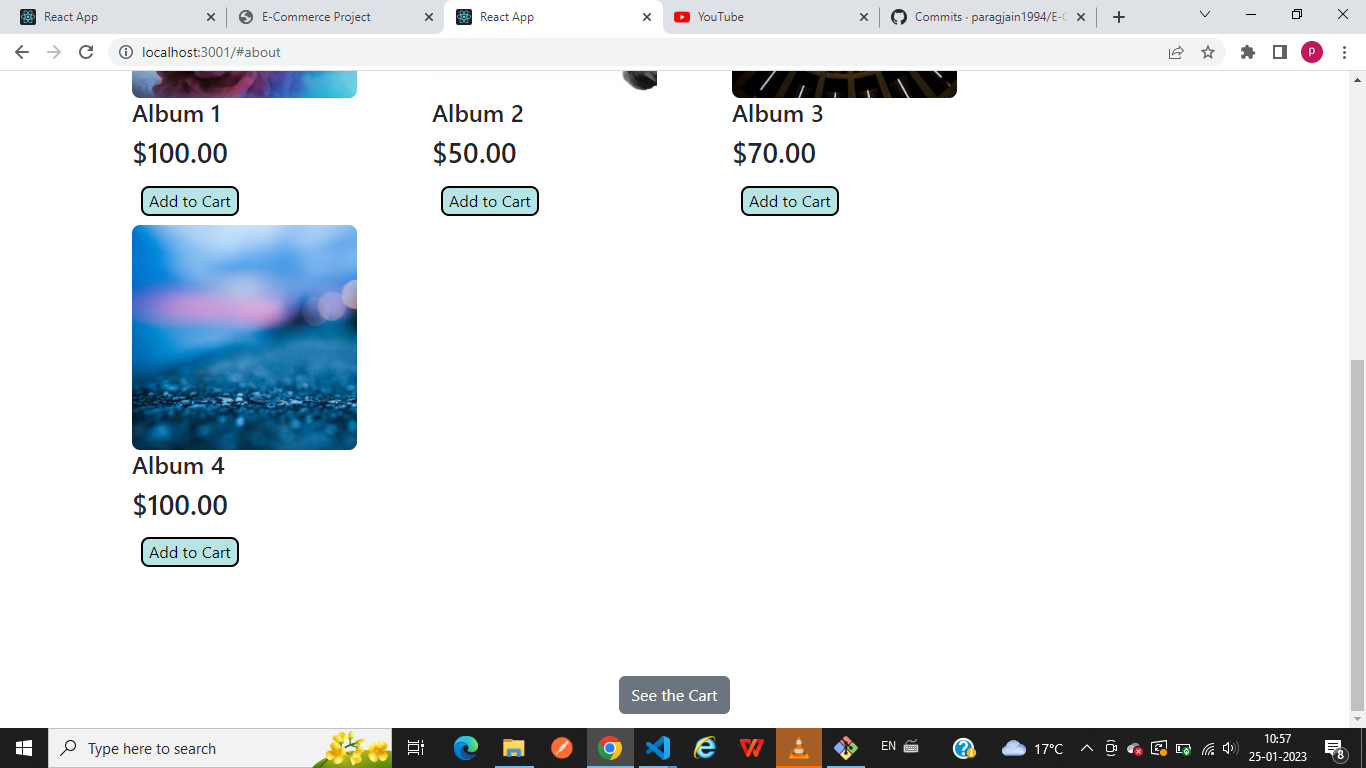 React App
E-Commerce Project
React App
YouTube
Commits · paragjain1994/E-C
localhost:3001/#about
P
Album 1
$100.00
Add to Cart
Album 2
$50.00
Add to Cart
Album 3
$70.00
Add to Cart
Album 4
$100.00
Add to Cart
See the Cart
Type here to search
EN
17°C
10:57
25-01-2023
8